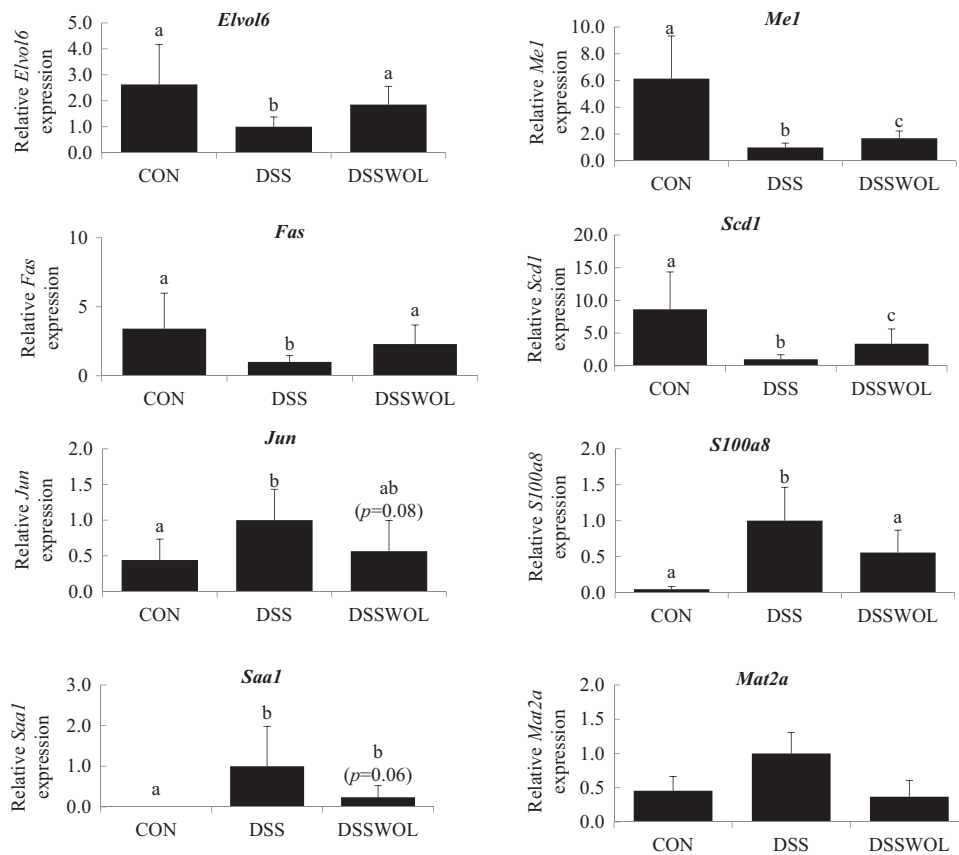 Elvol6
Relative Elvol6
expression
5.0
4.0
3.0
2.0
1.0
0.0
a
b
a
CON
DSS
DSSWOL
Me1
Relative Me1
expression
10.0
8.0
6.0
4.0
2.0
0.0
a
b
c
CON
DSS
DSSWOL
Fas
Relative Fas
expression
10
5
0
a
b
a
CON
DSS
DSSWOL
Scd1
Relative Scd1
expression
20.0
15.0
10.0
5.0
0.0
a
b
c
CON
DSS
DSSWOL
Jun
Relative Jun
expression
2.0
1.5
1.0
0.5
0.0
a
b
ab
(p=0.08)
CON
DSS
DSSWOL
S100a8
Relative S100a8
expression
2.0
1.5
1.0
0.5
0.0
a
b
a
CON
DSS
DSSWOL
Saa1
Relative Saa1
expression
3.0
2.0
1.0
0.0
a
b
b
(p=0.06)
CON
DSS
DSSWOL
Mat2a
Relative Mat2a
expression
2.0
1.5
1.0
0.5
0.0
CON
DSS
DSSWOL